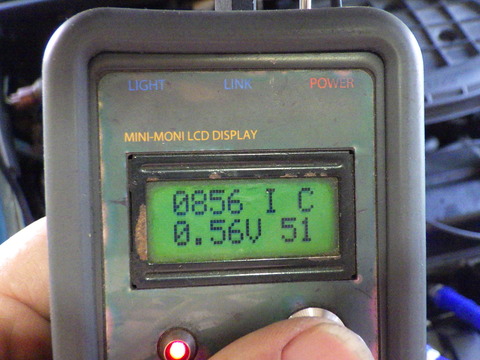 LIGHT LINK POWER
MINI-MONI LCD DISPLAY
0856 I C
0.56V 51